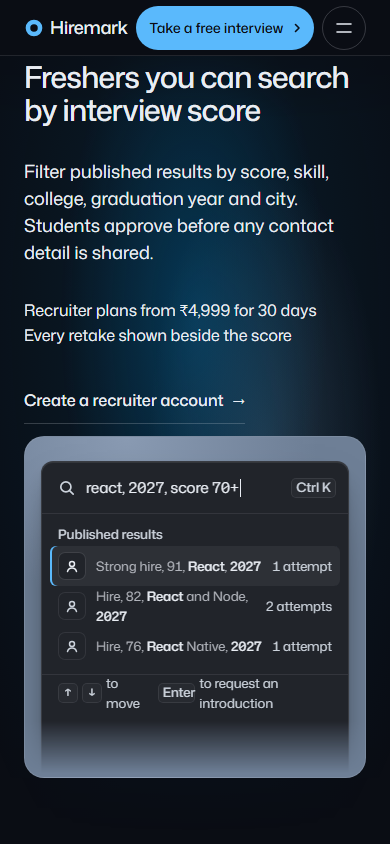 Hiremark
Take a free interview
Freshers you can search
by interview score
Filter published results by score, skill,
college, graduation year and city.
Students approve before any contact
detail is shared.
Recruiter plans from ₹4,999 for 30 days
Every retake shown beside the score
Create a recruiter account →
react, 2027, score 70+
Ctrl K
Published results
Strong hire, 91, React, 2027 1 attempt
Hire, 82, React and Node,
2027
2 attempts
Hire, 76, React Native, 2027 1 attempt
↑ ↓ to
move
Enter to request an
introduction